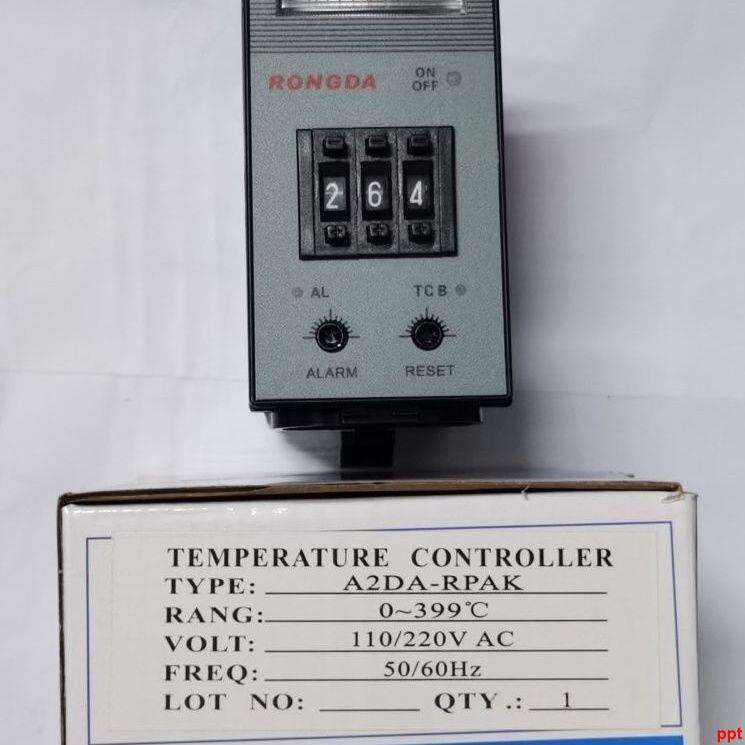 RONGDA
ON
OFF
2 6 4
AL
TCB
ALARM
RESET
TEMPERATURE CONTROLLER
TYPE: A2DA-RPAK
RANG: 0~399℃
VOLT: 110/220V AC
FREQ: 50/60Hz
LOT NO: QTY.: 1
ppt